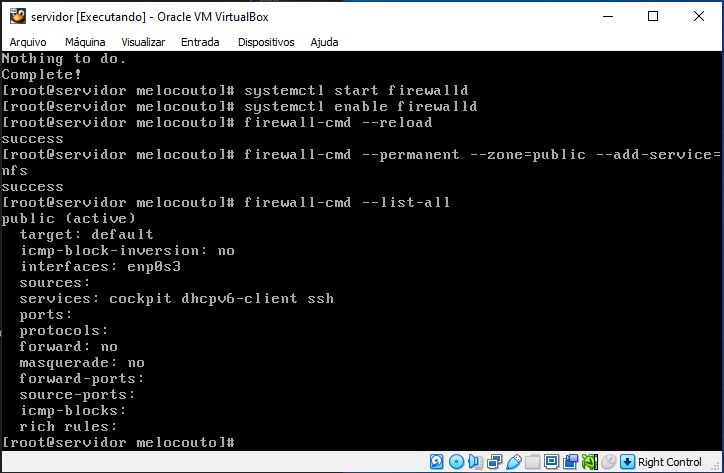 servidor [Executando] - Oracle VM VirtualBox
Arquivo Máquina Visualizar Entrada Dispositivos Ajuda
Nothing to do.
Complete!
[root@servidor melocouto]# systemctl start firewalld
[root@servidor melocouto]# systemctl enable firewalld
[root@servidor melocouto]# firewall-cmd --reload
success
[root@servidor melocouto]# firewall-cmd --permanent --zone=public --add-service=
nfs
success
[root@servidor melocouto]# firewall-cmd --list-all
public (active)
  target: default
  icmp-block-inversion: no
  interfaces: enp0s3
  sources:
  services: cockpit dhcpv6-client ssh
  ports:
  protocols:
  forward: no
  masquerade: no
  forward-ports:
  source-ports:
  icmp-blocks:
  rich rules:
[root@servidor melocouto]#
Right Control